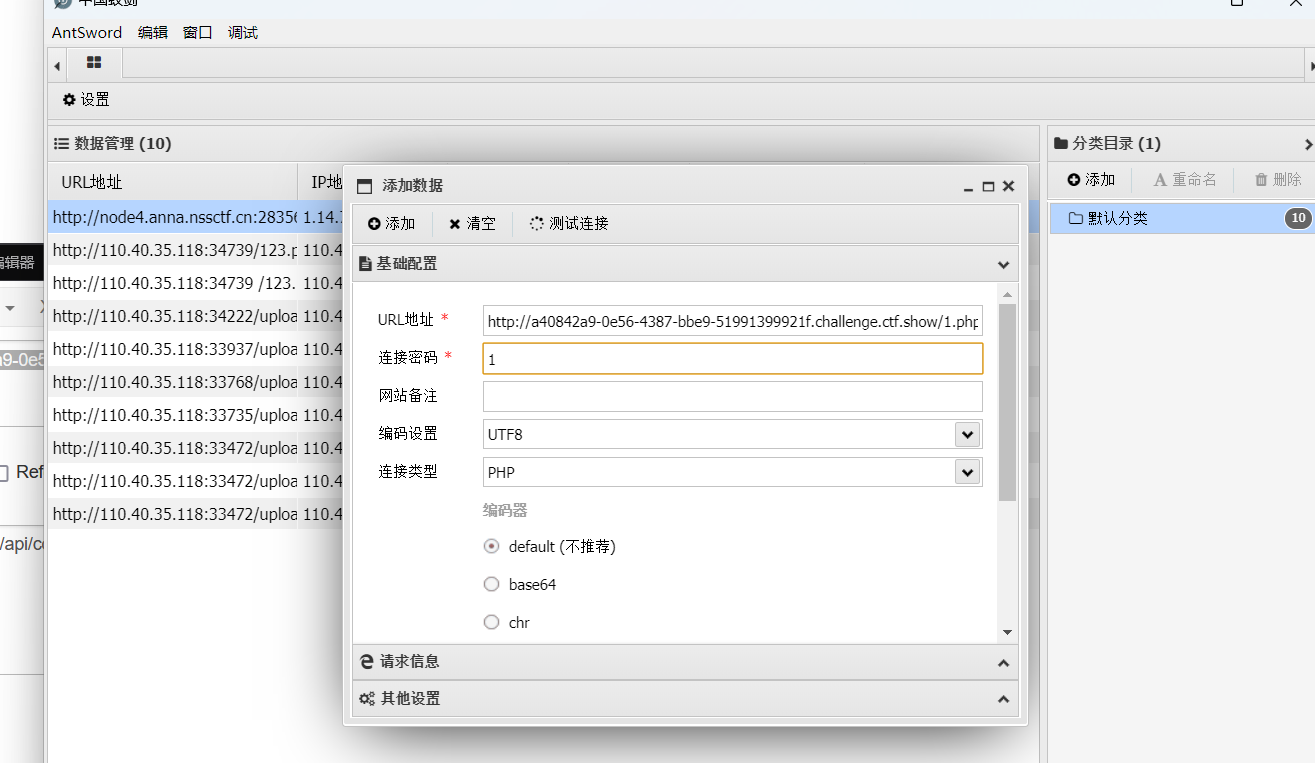 AntSword 编辑 窗口 调试
设置
数据管理 (10)
分类目录 (1)
URL地址 IP地
添加 重命名 删除
默认分类 10
http://node4.anna.nssctf.cn:28356 1.14.
http://110.40.35.118:34739/123.p 110.4
http://110.40.35.118:34739 /123. 110.4
http://110.40.35.118:34222/uploa 110.4
http://110.40.35.118:33937/uploa 110.4
http://110.40.35.118:33768/uploa 110.4
http://110.40.35.118:33735/uploa 110.4
http://110.40.35.118:33472/uploa 110.4
http://110.40.35.118:33472/uploa 110.4
http://110.40.35.118:33472/uploa 110.4
添加数据
添加 清空 测试连接
基础配置
URL地址 * http://a40842a9-0e56-4387-bbe9-51991399921f.challenge.ctf.show/1.php
连接密码 * 1
网站备注
编码设置 UTF8
连接类型 PHP
编码器
default (不推荐)
base64
chr
请求信息
其他设置
编辑器
a9-0e5
Ref
/api/c